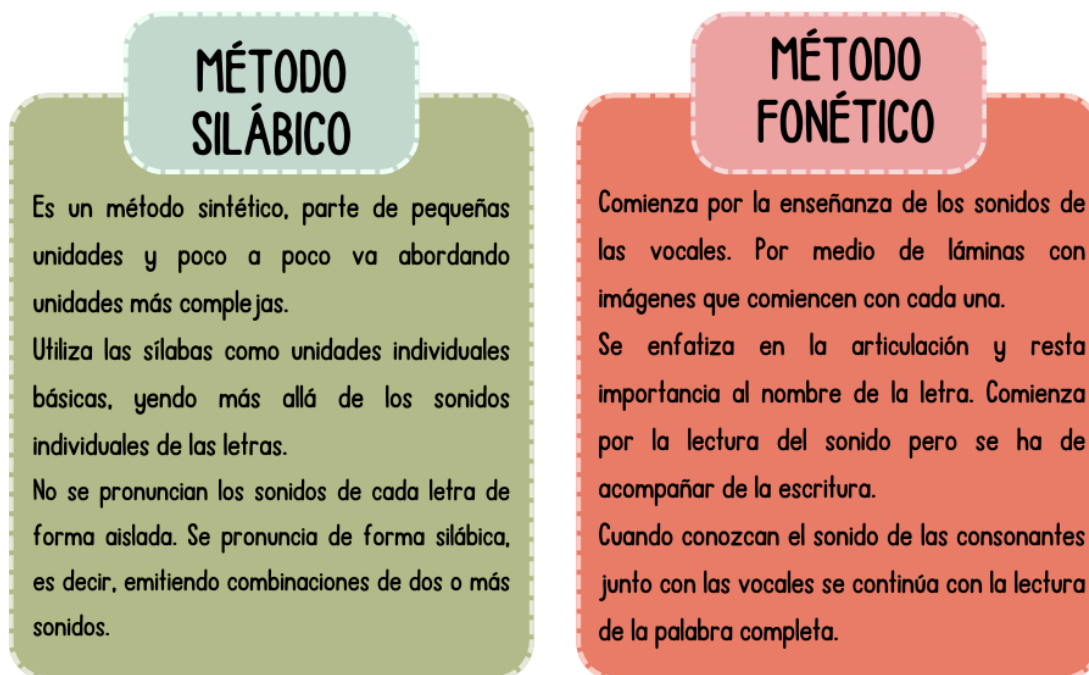 MÉTODO
SILÁBICO
Es un método sintético, parte de pequeñas
unidades y poco a poco va abordando
unidades más complejas.
Utiliza las sílabas como unidades individuales
básicas, yendo más allá de los sonidos
individuales de las letras.
No se pronuncian los sonidos de cada letra de
forma aislada. Se pronuncia de forma silábica,
es decir, emitiendo combinaciones de dos o más
sonidos.
MÉTODO
FONÉTICO
Comienza por la enseñanza de los sonidos de
las vocales. Por medio de láminas con
imágenes que comiencen con cada una.
Se enfatiza en la articulación y resta
importancia al nombre de la letra. Comienza
por la lectura del sonido pero se ha de
acompañar de la escritura.
Cuando conozcan el sonido de las consonantes
junto con las vocales se continúa con la lectura
de la palabra completa.